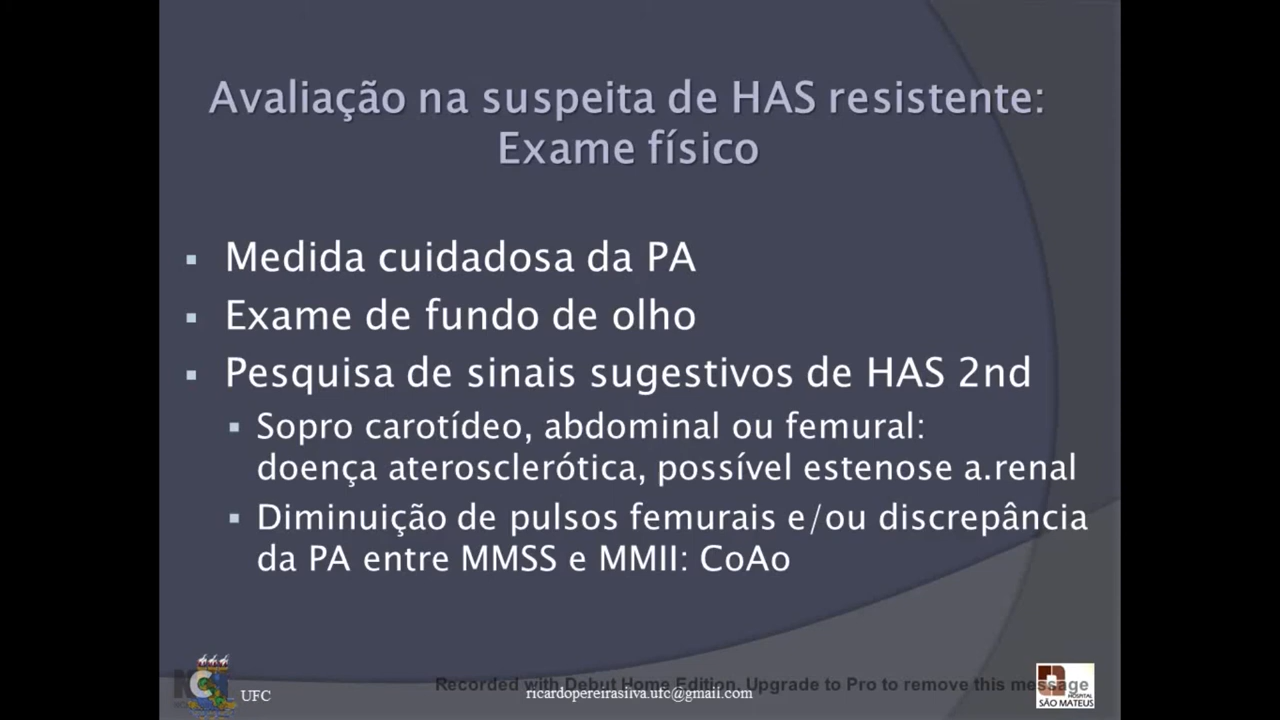 Avaliação na suspeita de HAS resistente:
Exame físico
▪ Medida cuidadosa da PA
▪ Exame de fundo de olho
▪ Pesquisa de sinais sugestivos de HAS 2nd
▪ Sopro carotídeo, abdominal ou femural:
doença aterosclerótica, possível estenose a.renal
▪ Diminuição de pulsos femurais e/ou discrepância
da PA entre MMSS e MMII: CoAo
UFC
Recorded with Debut Home Edition. Upgrade to Pro to remove this message
ricardopereirasilva.ufc@gmail.com
HOSPITAL
SÃO MATEUS